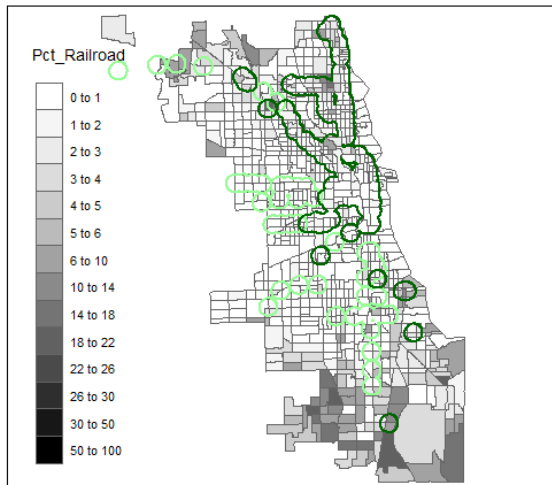 Pct_Railroad
0 to 1
1 to 2
2 to 3
3 to 4
4 to 5
5 to 6
6 to 10
10 to 14
14 to 18
18 to 22
22 to 26
26 to 30
30 to 50
50 to 100